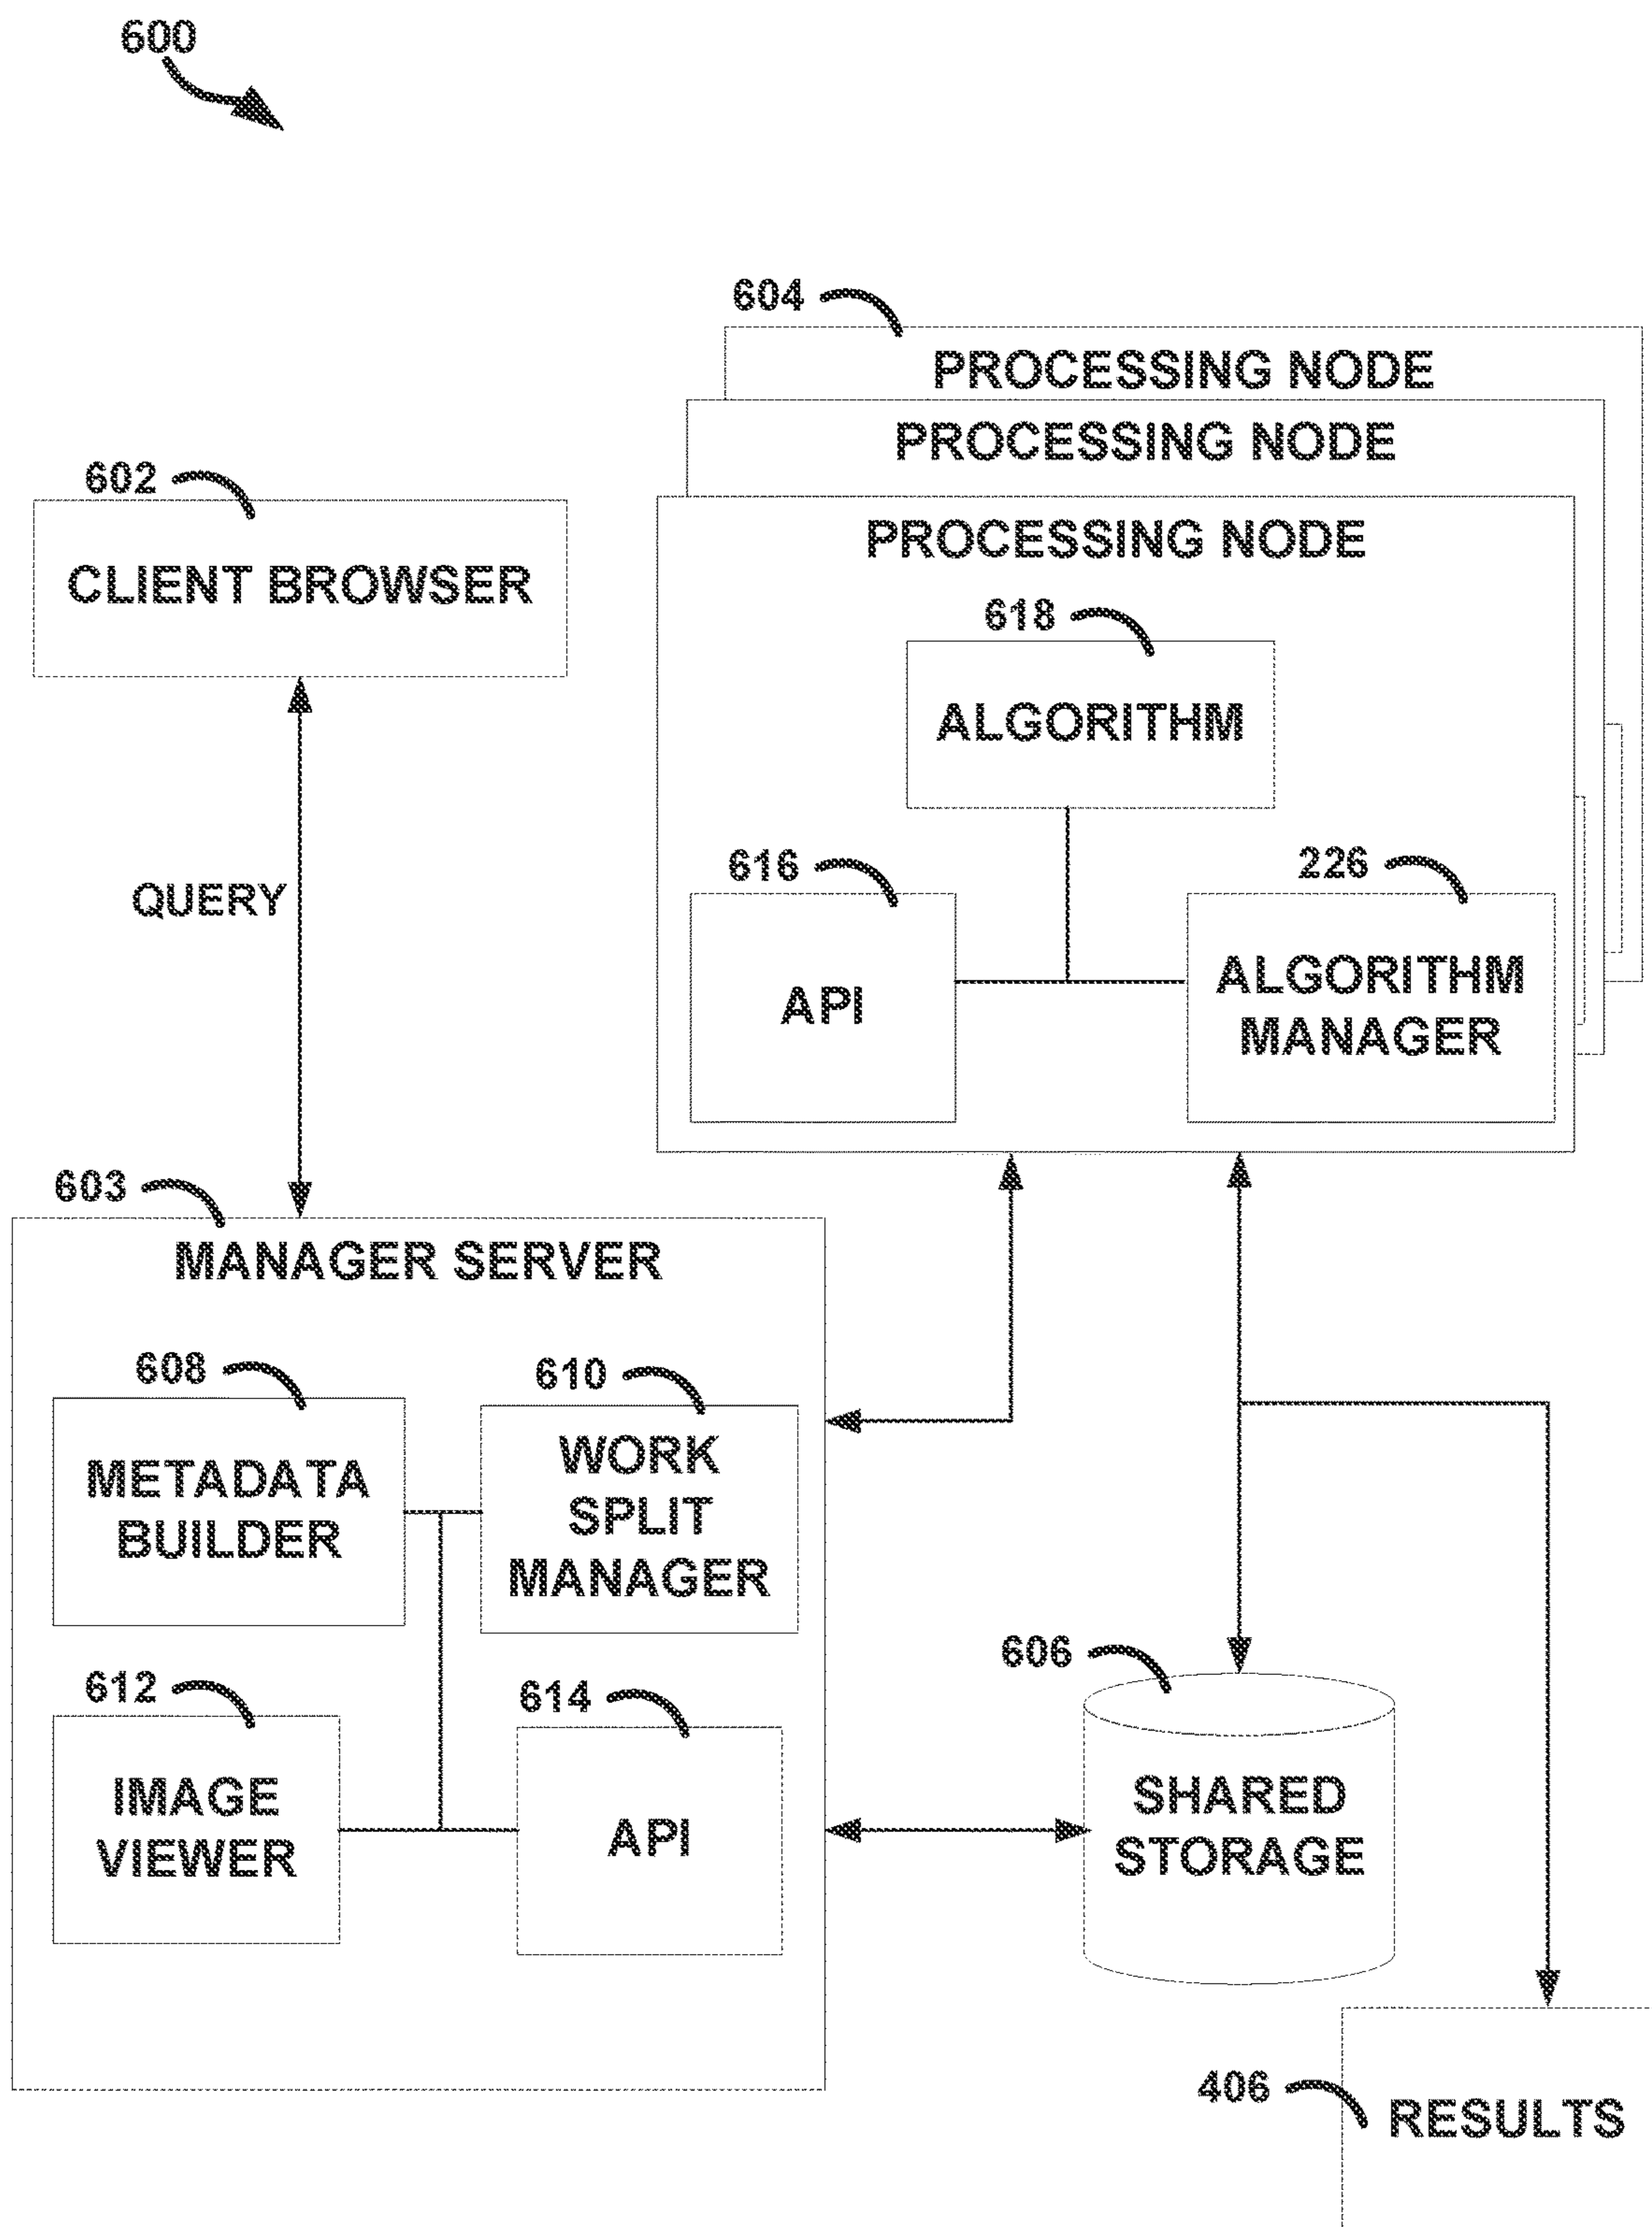 600
604
PROCESSING NODE
PROCESSING NODE
602
PROCESSING NODE
CLIENT BROWSER
618
ALGORITHM
616
226
QUERY
API
ALGORITHM
MANAGER
603
MANAGER SERVER
608
610
METADATA
BUILDER
WORK
SPLIT
MANAGER
606
612
614
IMAGE
VIEWER
API
SHARED
STORAGE
406
RESULTS